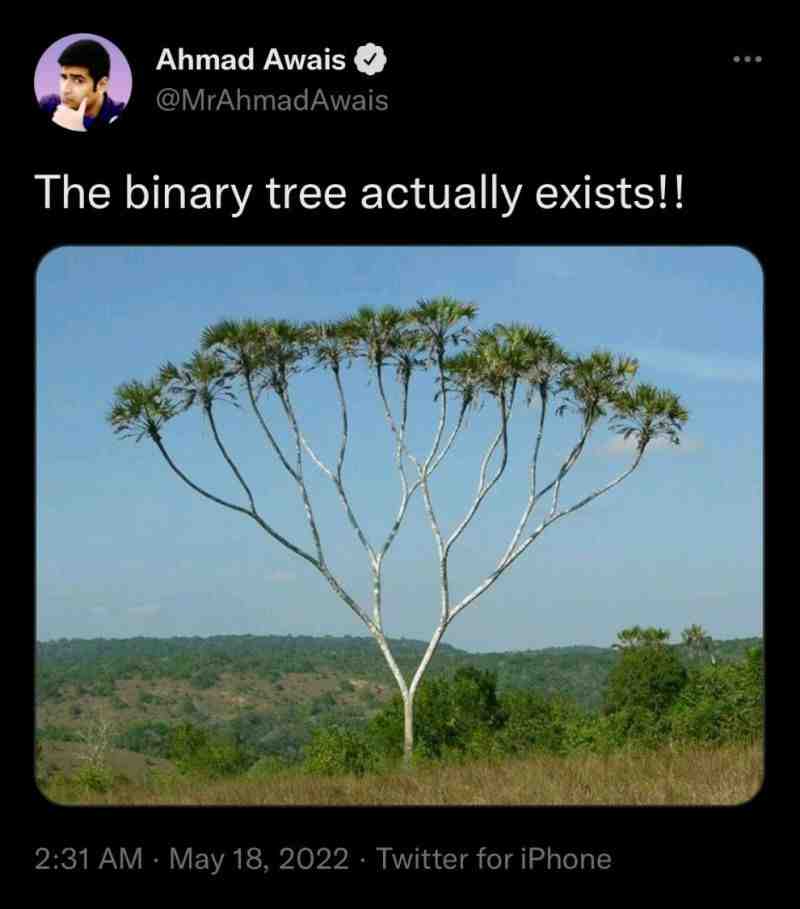 Ahmad Awais
@MrAhmadAwais
The binary tree actually exists!!
2:31 AM · May 18, 2022 · Twitter for iPhone